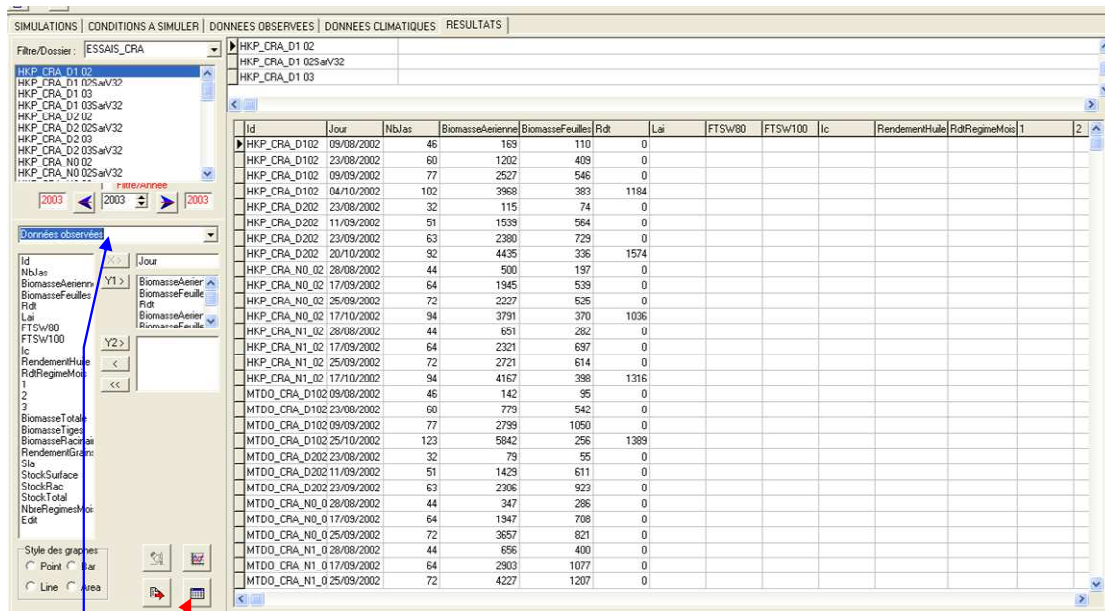 SIMULATIONS CONDITIONS A SIMULER DONNEES OBSERVEES DONNEES CLIMATIQUES RESULTATS
Filtre/Dossier : ESSAIS_CRA
HKP_CRA_D1 02
HKP_CRA_D1 02SarV32
HKP_CRA_D1 03
HKP_CRA_D1 03SarV32
HKP_CRA_D2 02
HKP_CRA_D2 02SarV32
HKP_CRA_D2 03
HKP_CRA_D2 03SarV32
HKP_CRA_N0 02
HKP_CRA_N0 02SarV32
Filtre/Annee
2003 2003 2003
Données observées
Id
NbJas
BiomasseAerienn
BiomasseFeuilles
Rdt
Lai
FTSW80
FTSW100
Ic
RendementHuile
RdtRegimeMois
1
2
3
BiomasseTotale
BiomasseTiges
BiomasseRacinai
RendementGrain
Sla
StockSurface
StockRac
StockTotal
NbreRegimesMoi
Edit
X >
Y1 >
Y2 >
<
<<
Jour
BiomasseAerier
BiomasseFeuille
Rdt
BiomasseAerier
BiomasseFeuille
Style des graphes
Point Bar
Line Area
HKP_CRA_D1 02
HKP_CRA_D1 02SarV32
HKP_CRA_D1 03
Id Jour NbJas BiomasseAerienne BiomasseFeuilles Rdt Lai FTSW80 FTSW100 Ic RendementHuile RdtRegimeMois 1 2
HKP_CRA_D102 09/08/2002 46 169 110 0
HKP_CRA_D102 23/08/2002 60 1202 409 0
HKP_CRA_D102 09/09/2002 77 2527 546 0
HKP_CRA_D102 04/10/2002 102 3968 383 1184
HKP_CRA_D202 23/08/2002 32 115 74 0
HKP_CRA_D202 11/09/2002 51 1539 564 0
HKP_CRA_D202 23/09/2002 63 2380 729 0
HKP_CRA_D202 20/10/2002 92 4435 336 1574
HKP_CRA_N0_02 28/08/2002 44 500 197 0
HKP_CRA_N0_02 17/09/2002 64 1945 539 0
HKP_CRA_N0_02 25/09/2002 72 2227 525 0
HKP_CRA_N0_02 17/10/2002 94 3791 370 1036
HKP_CRA_N1_02 28/08/2002 44 651 282 0
HKP_CRA_N1_02 17/09/2002 64 2321 697 0
HKP_CRA_N1_02 25/09/2002 72 2721 614 0
HKP_CRA_N1_02 17/10/2002 94 4167 398 1316
MTDO_CRA_D102 09/08/2002 46 142 95 0
MTDO_CRA_D102 23/08/2002 60 779 542 0
MTDO_CRA_D102 09/09/2002 77 2799 1050 0
MTDO_CRA_D102 25/10/2002 123 5842 256 1389
MTDO_CRA_D202 23/08/2002 32 79 55 0
MTDO_CRA_D202 11/09/2002 51 1429 611 0
MTDO_CRA_D202 23/09/2002 63 2306 923 0
MTDO_CRA_N0_0 28/08/2002 44 347 286 0
MTDO_CRA_N0_0 17/09/2002 64 1947 708 0
MTDO_CRA_N0_0 25/09/2002 72 3657 821 0
MTDO_CRA_N1_0 28/08/2002 44 656 400 0
MTDO_CRA_N1_0 17/09/2002 64 2903 1077 0
MTDO_CRA_N1_0 25/09/2002 72 4227 1207 0